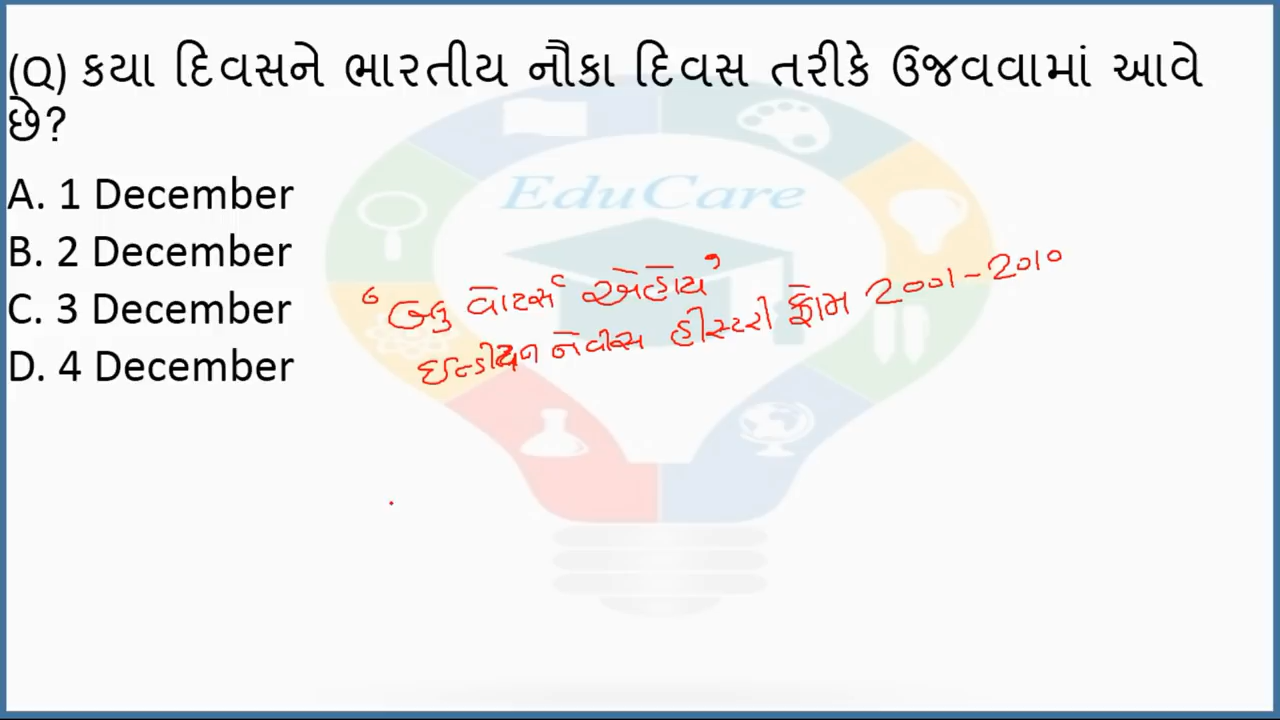 (Q) કયા દિવસને ભારતીય નૌકા દિવસ તરીકે ઉજવવામાં આવે
છે?
A. 1 December
B. 2 December
C. 3 December
D. 4 December
EduCare
‘બ્લુ વોટર્સ એહોય’
ઇન્ડીયન નેવીસ હીસ્ટરી ફ્રોમ 2001-2010